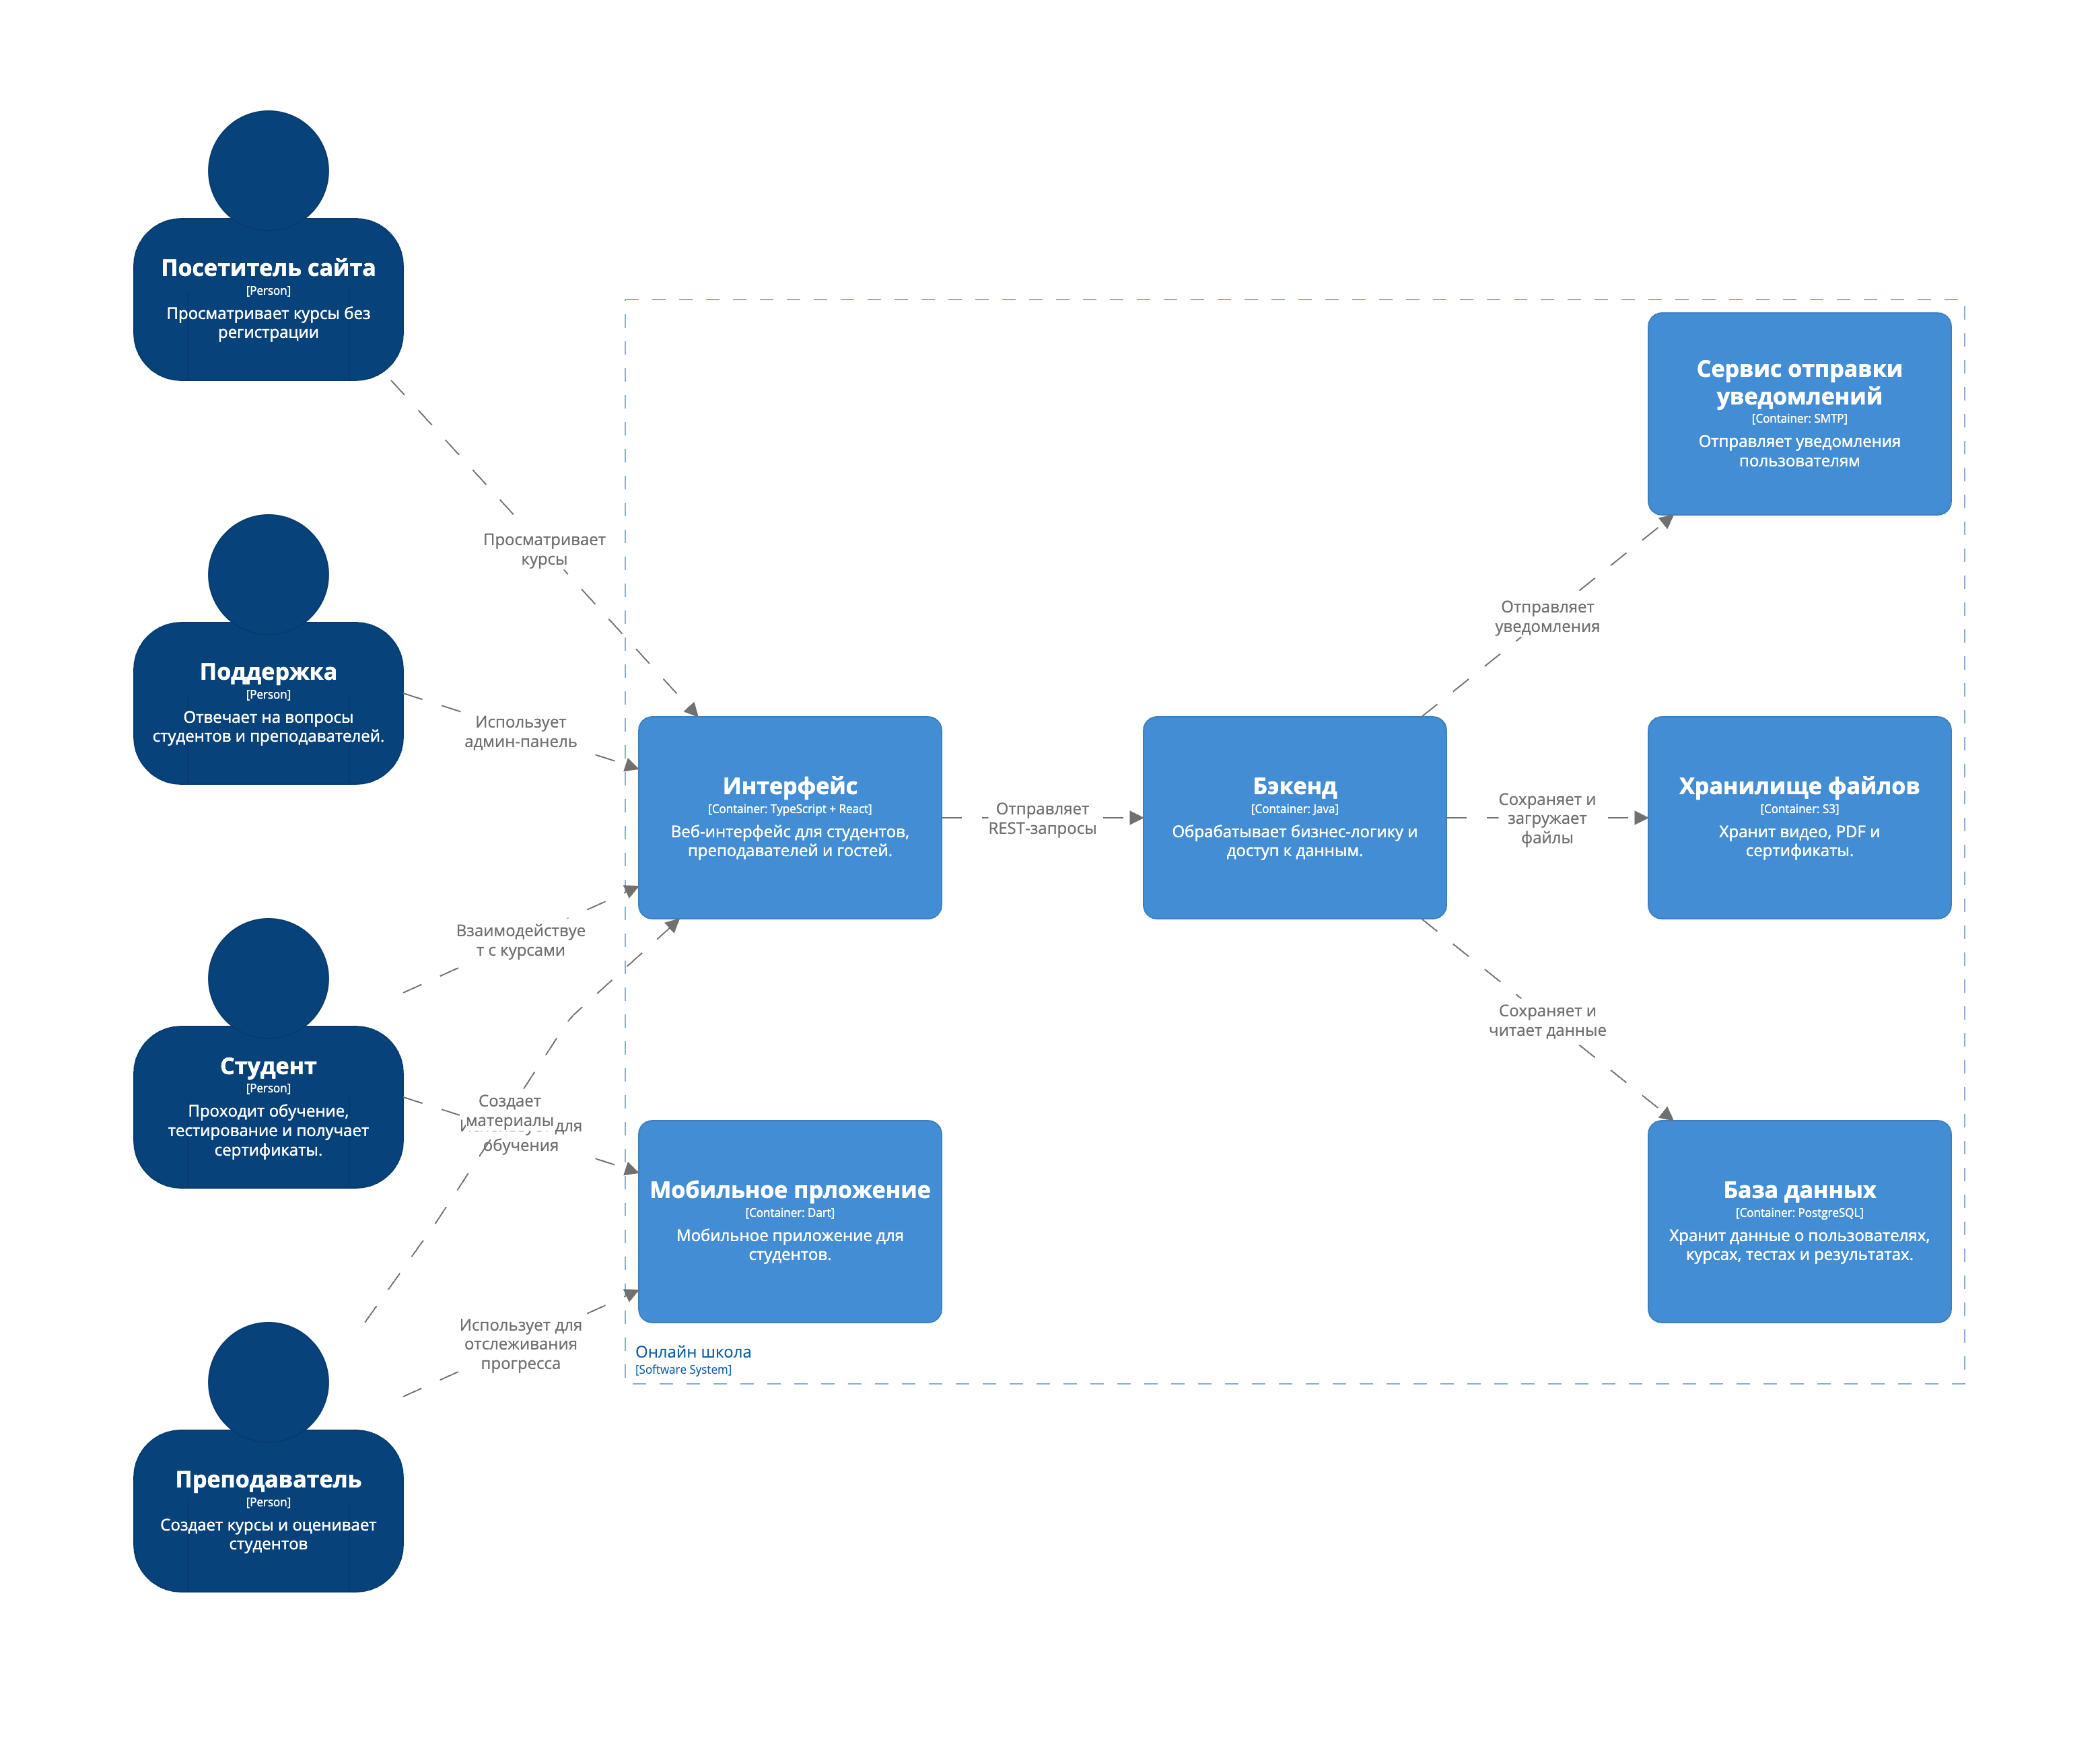 Посетитель сайта
[Person]
Просматривает курсы без
регистрации
Просматривает
курсы
Поддержка
[Person]
Отвечает на вопросы
студентов и преподавателей.
Использует
админ-панель
Студент
[Person]
Проходит обучение,
тестирование и получает
сертификаты.
Взаимодействуе
т с курсами
Создает
материалы
для
обучения
Преподаватель
[Person]
Создает курсы и оценивает
студентов
Использует для
отслеживания
прогресса
Интерфейс
[Container: TypeScript + React]
Веб-интерфейс для студентов,
преподавателей и гостей.
Отправляет
REST-запросы
Мобильное прложение
[Container: Dart]
Мобильное приложение для
студентов.
Онлайн школа
[Software System]
Бэкенд
[Container: Java]
Обрабатывает бизнес-логику и
доступ к данным.
Отправляет
уведомления
Сохраняет и
загружает
файлы
Сохраняет и
читает данные
Сервис отправки
уведомлений
[Container: SMTP]
Отправляет уведомления
пользователям
Хранилище файлов
[Container: S3]
Хранит видео, PDF и
сертификаты.
База данных
[Container: PostgreSQL]
Хранит данные о пользователях,
курсах, тестах и результатах.